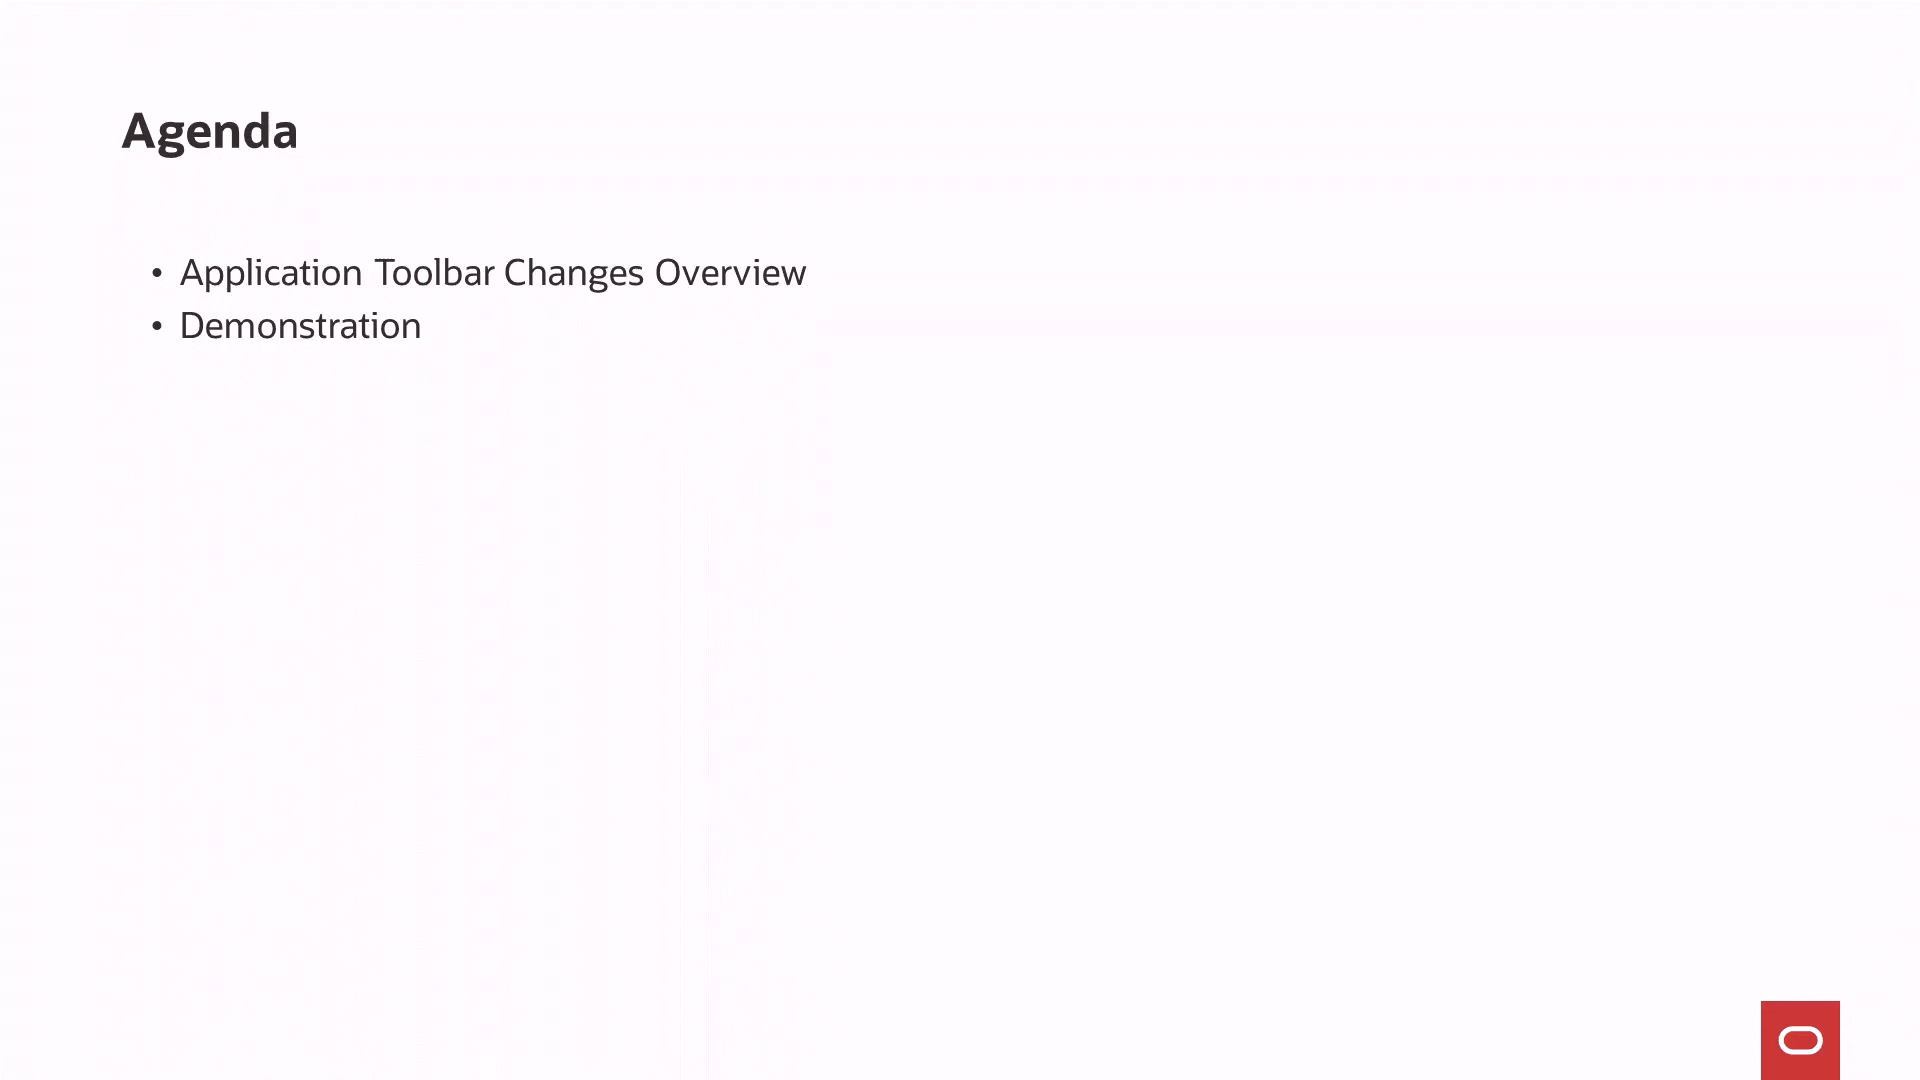 Agenda
• Application Toolbar Changes Overview
• Demonstration